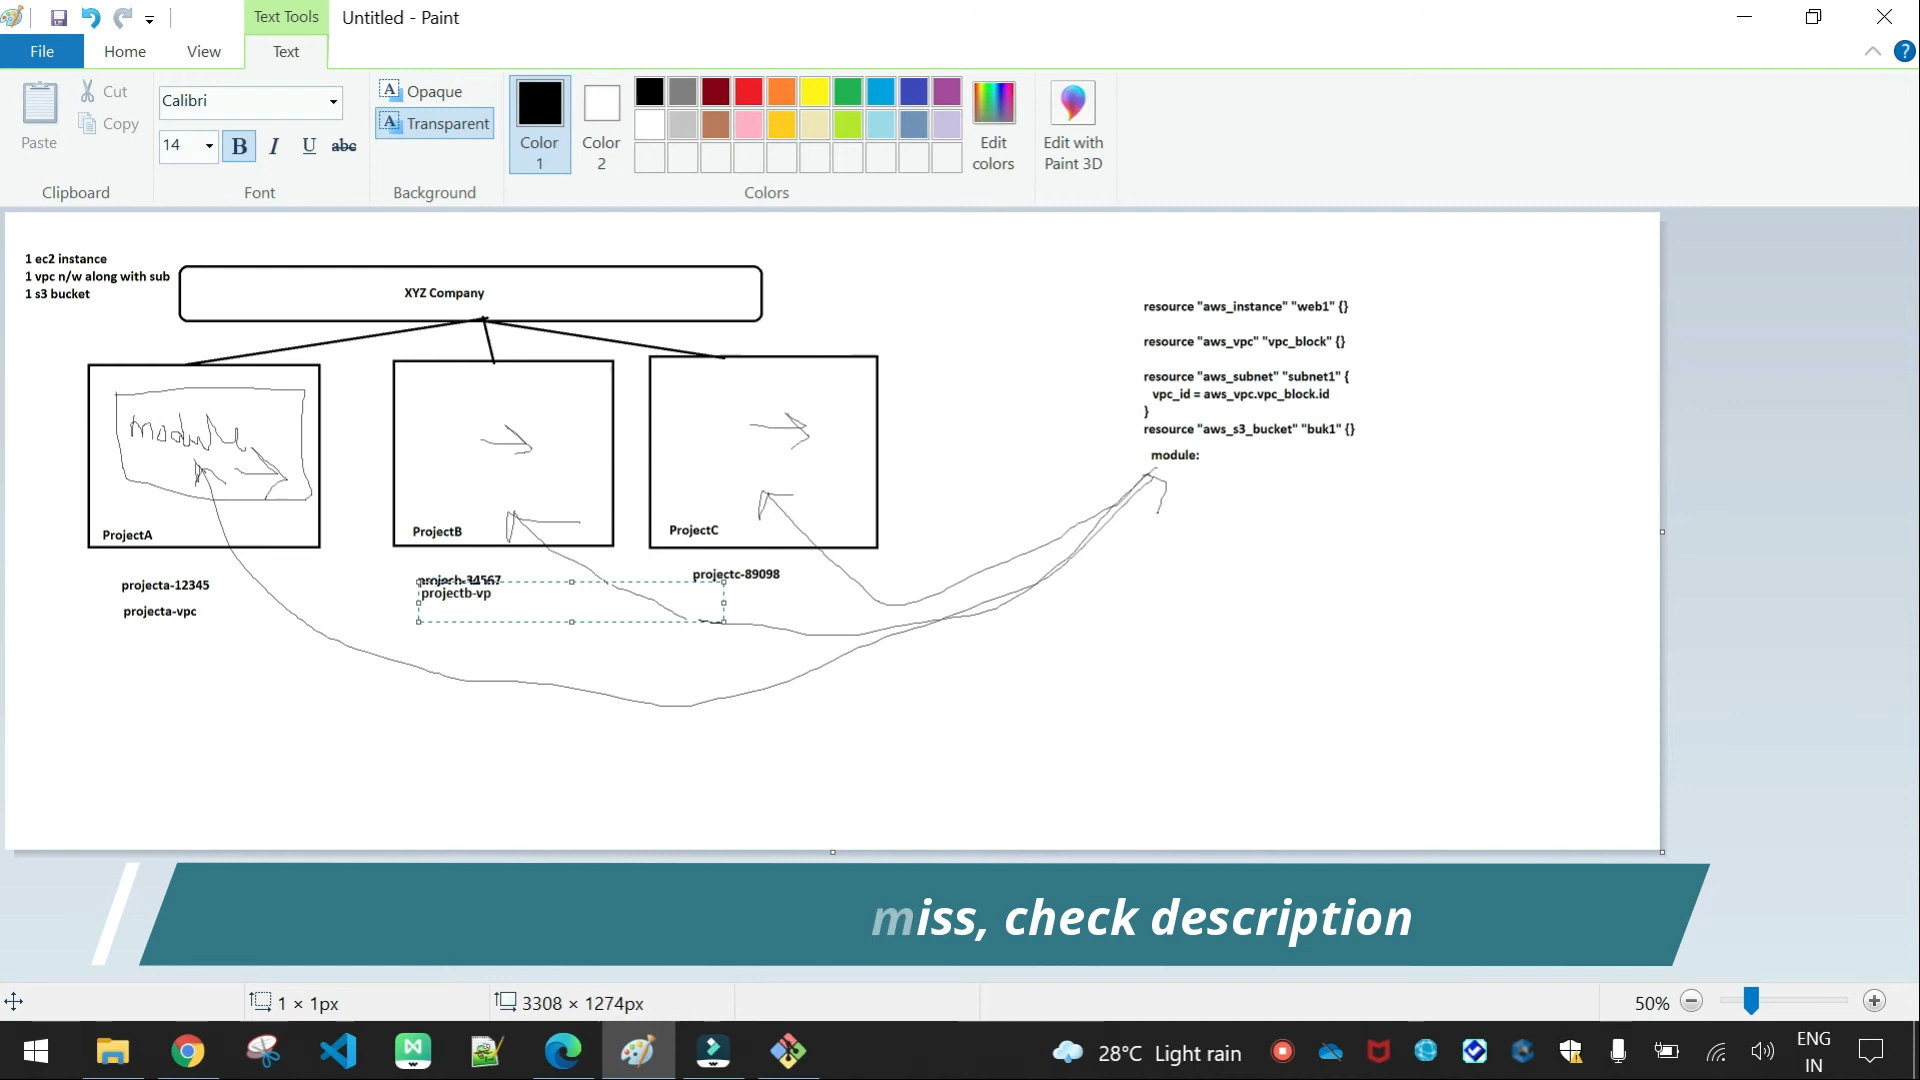 Text Tools
Untitled - Paint
File
Home
View
Text
Paste
Cut
Copy
Clipboard
Calibri
14
B I U abc
Font
Opaque
Transparent
Background
Color 1
Color 2
Edit colors
Edit with Paint 3D
Colors
1 ec2 instance
1 vpc n/w along with sub
1 s3 bucket
XYZ Company
module
ProjectA
ProjectB
ProjectC
projecta-12345
projecta-vpc
projecb-34567
projectb-vp
projectc-89098
resource "aws_instance" "web1" {}
resource "aws_vpc" "vpc_block" {}
resource "aws_subnet" "subnet1" {
vpc_id = aws_vpc.vpc_block.id
}
resource "aws_s3_bucket" "buk1" {}
module:
miss, check description
1 × 1px
3308 × 1274px
50%
28°C Light rain
ENG
IN